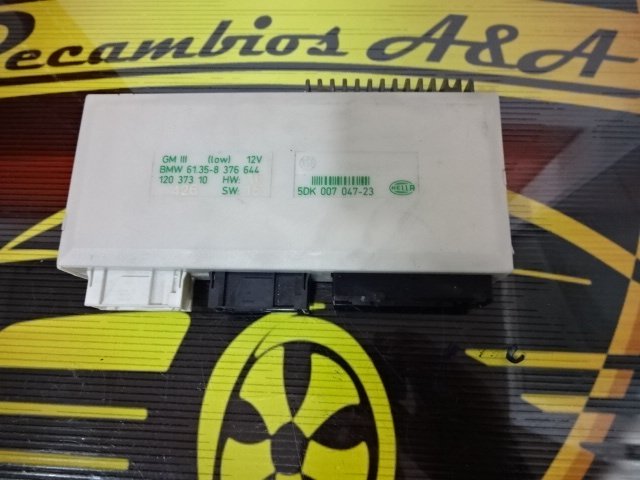 Recambios A&A
GM III (low) 12V
BMW 61.35-8 376 644
120 373 10 HW:
SW:
5DK 007 047-23
HELLA